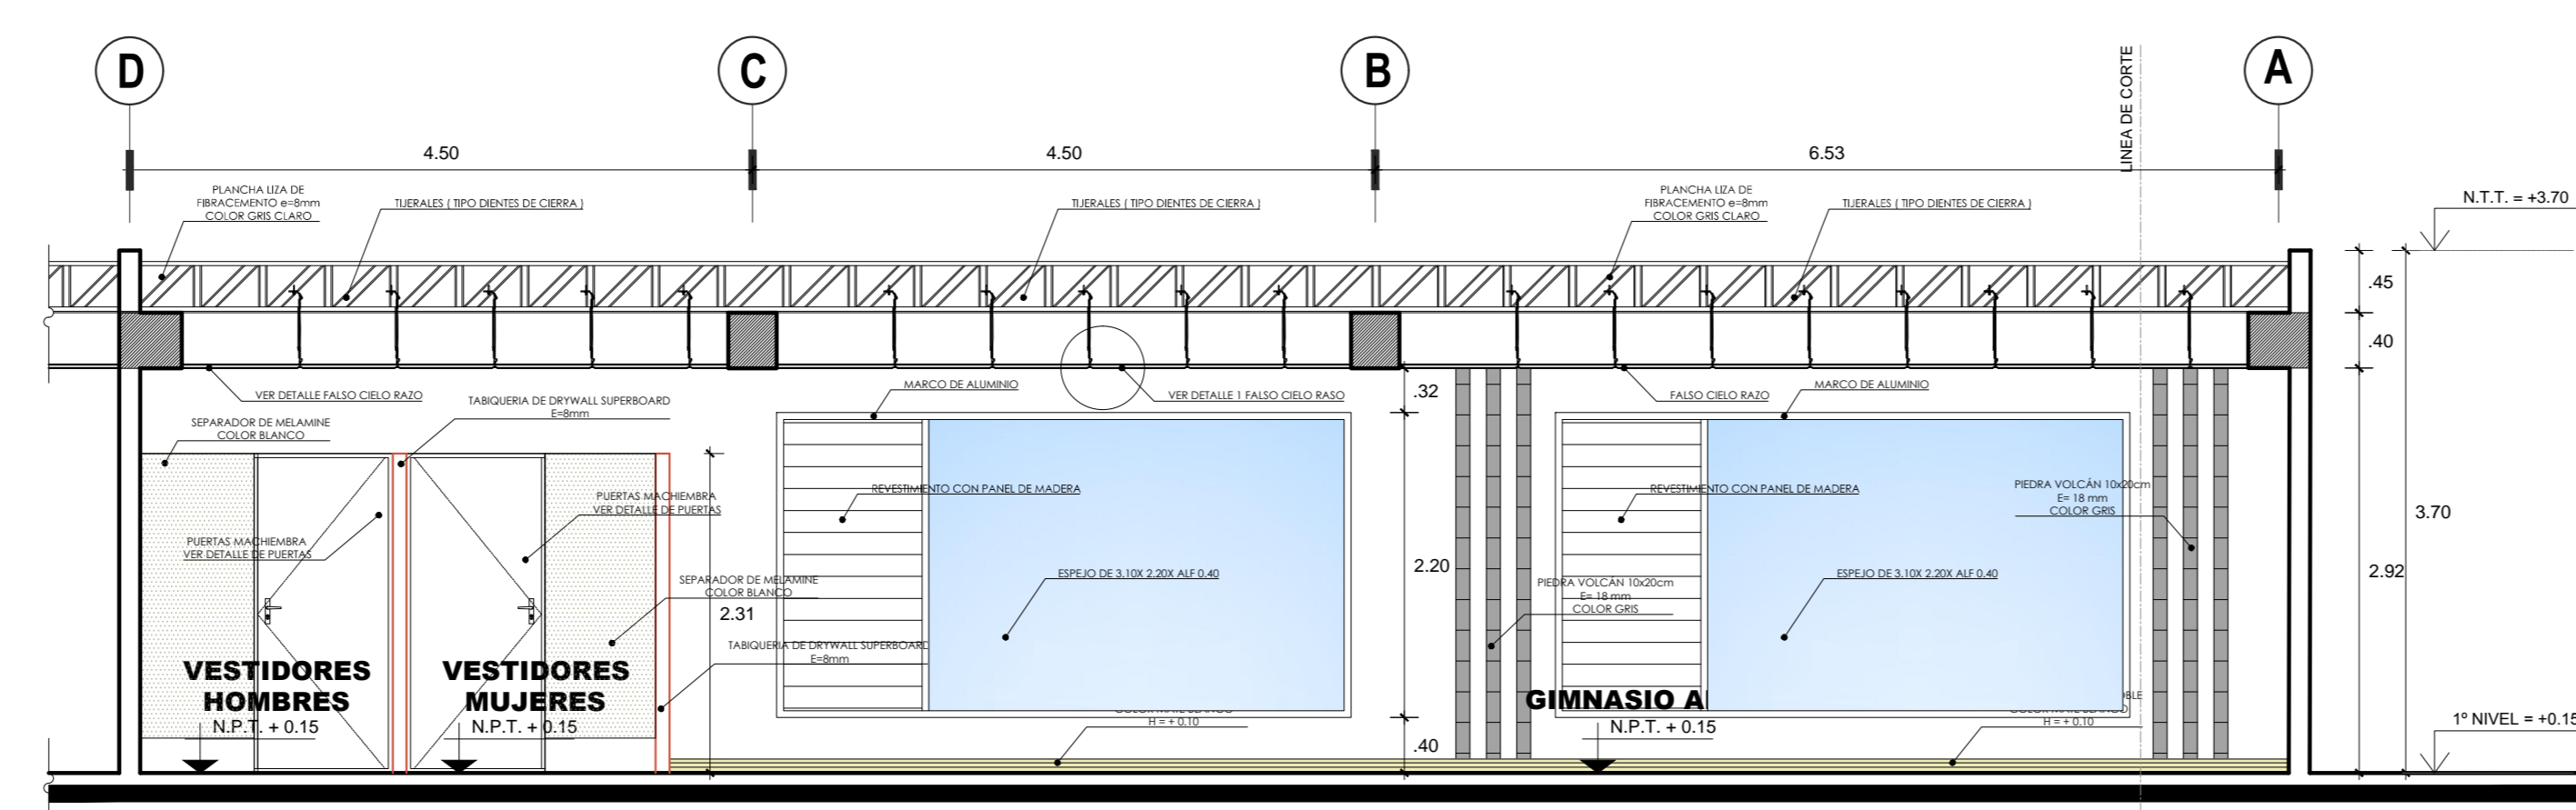 D
C
B
A
LINEA DE CORTE
4.50
4.50
6.53
PLANCHA LIZA DE
FIBRACEMENTO e=8mm
COLOR GRIS CLARO
TIJERALES ( TIPO DIENTES DE CIERRA )
TIJERALES ( TIPO DIENTES DE CIERRA )
PLANCHA LIZA DE
FIBRACEMENTO e=8mm
COLOR GRIS CLARO
TIJERALES ( TIPO DIENTES DE CIERRA )
N.T.T. = +3.70
.45
.40
VER DETALLE FALSO CIELO RAZO
TABIQUERIA DE DRYWALL SUPERBOARD
E=8mm
MARCO DE ALUMINIO
VER DETALLE 1 FALSO CIELO RASO
.32
FALSO CIELO RAZO
MARCO DE ALUMINIO
SEPARADOR DE MELAMINE
COLOR BLANCO
PUERTAS MACHIEMBRA
VER DETALLE DE PUERTAS
REVESTIMIENTO CON PANEL DE MADERA
REVESTIMIENTO CON PANEL DE MADERA
PIEDRA VOLCÁN 10x20cm
E= 18 mm
COLOR GRIS
3.70
PUERTAS MACHIEMBRA
VER DETALLE DE PUERTAS
SEPARADOR DE MELAMINE
COLOR BLANCO
2.31
ESPEJO DE 3.10X 2.20X ALF 0.40
2.20
PIEDRA VOLCÁN 10x20cm
E= 18 mm
COLOR GRIS
ESPEJO DE 3.10X 2.20X ALF 0.40
2.92
TABIQUERIA DE DRYWALL SUPERBOARD
E=8mm
VESTIDORES
HOMBRES
N.P.T. + 0.15
VESTIDORES
MUJERES
N.P.T. + 0.15
H = + 0.10
.40
GIMNASIO
N.P.T. + 0.15
H = + 0.10
1º NIVEL = +0.15